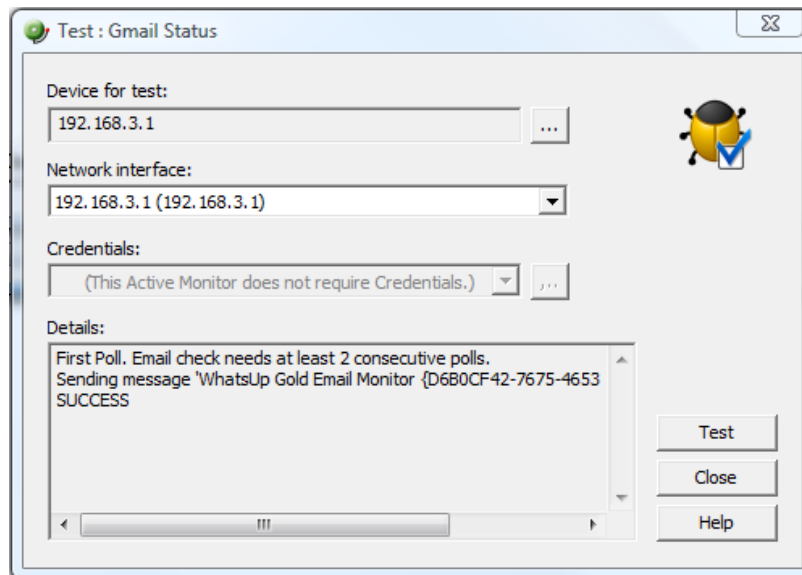 Test : Gmail Status
Device for test:
192.168.3.1
...
Network interface:
192.168.3.1 (192.168.3.1)
Credentials:
(This Active Monitor does not require Credentials.)
...
Details:
First Poll. Email check needs at least 2 consecutive polls.
Sending message 'WhatsUp Gold Email Monitor {D6B0CF42-7675-4653
SUCCESS
Test
Close
Help